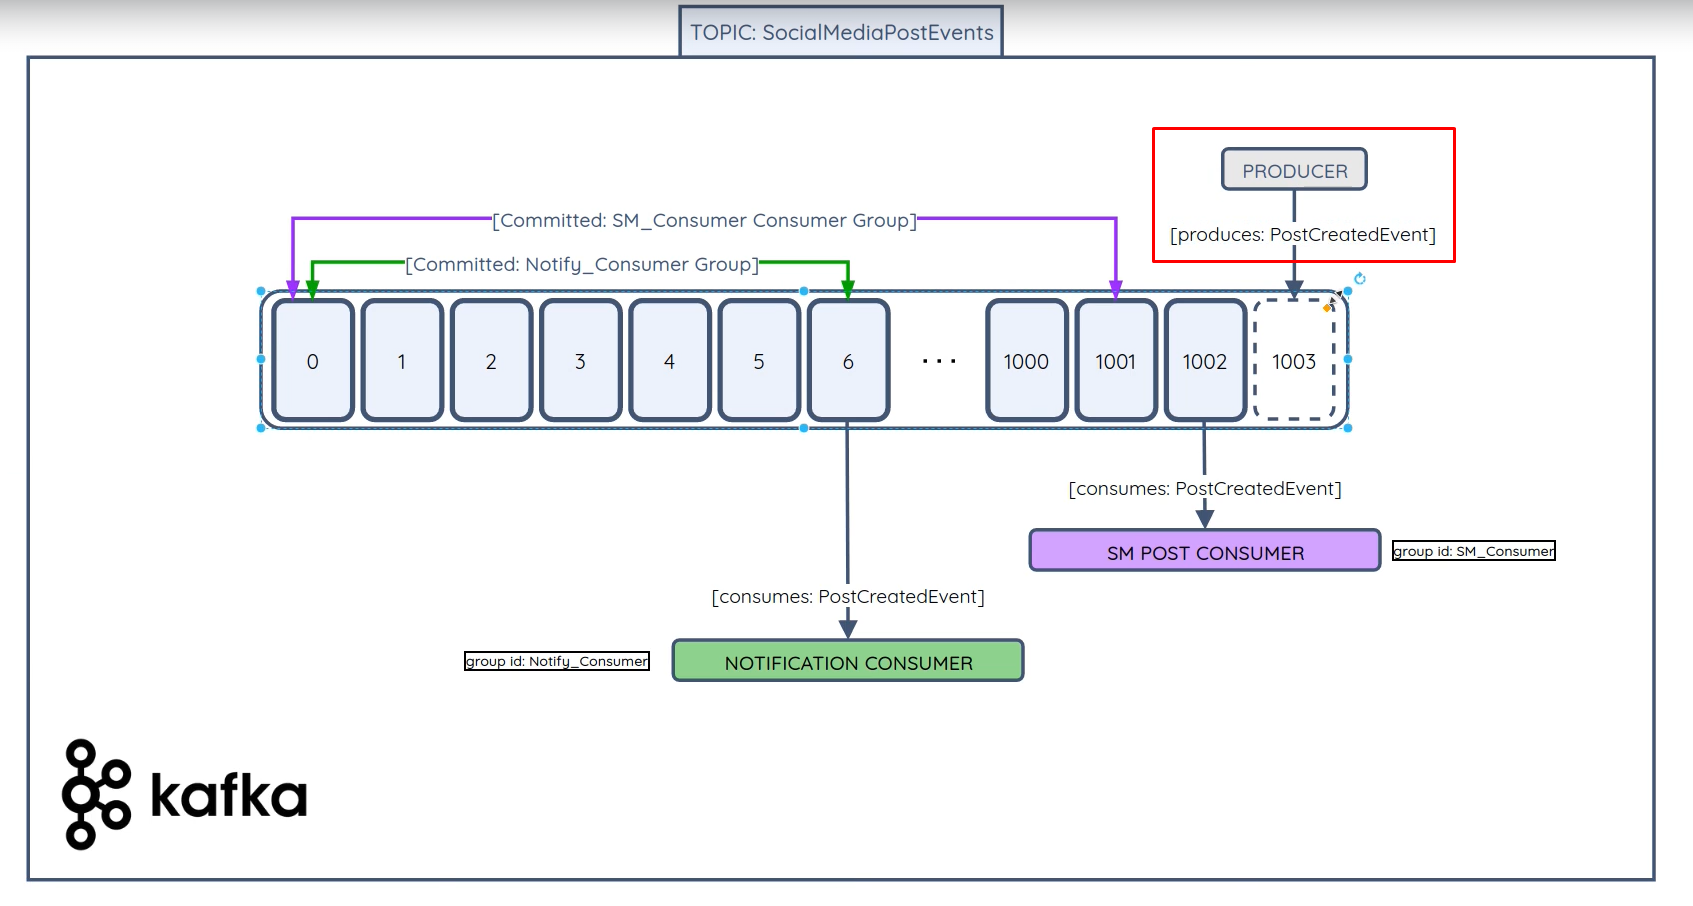 TOPIC: SocialMediaPostEvents
PRODUCER
[produces: PostCreatedEvent]
[Committed: SM_Consumer Consumer Group]
[Committed: Notify_Consumer Group]
0 1 2 3 4 5 6 ... 1000 1001 1002 1003
[consumes: PostCreatedEvent]
SM POST CONSUMER
group id: SM_Consumer
[consumes: PostCreatedEvent]
group id: Notify_Consumer
NOTIFICATION CONSUMER
kafka